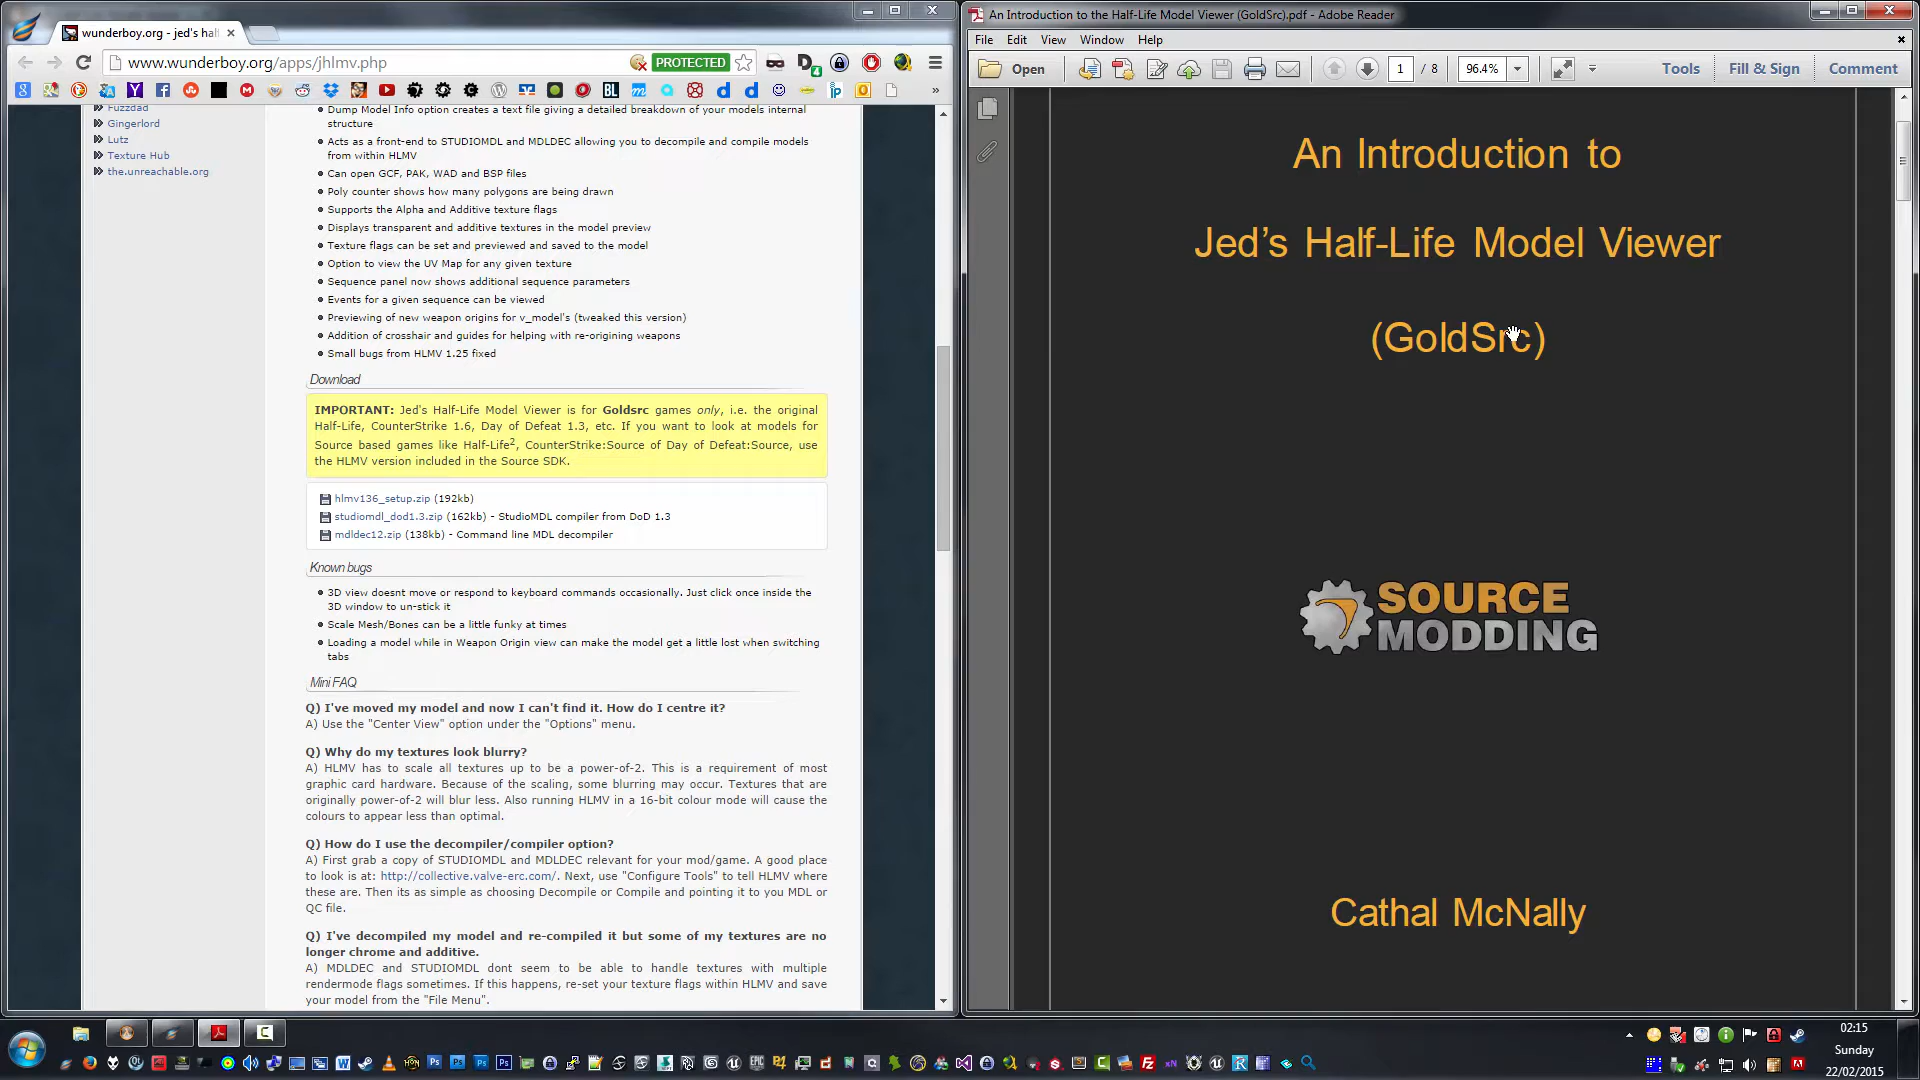 wunderboy.org - jed's hal
www.wunderboy.org/apps/jhlmv.php
PROTECTED
Fuzzdad
Gingerlord
Lutz
Texture Hub
the.unreachable.org
Dump Model Info option creates a text file giving a detailed breakdown of your models internal
structure
Acts as a front-end to STUDIOMDL and MDLDEC allowing you to decompile and compile models
from within HLMV
Can open GCF, PAK, WAD and BSP files
Poly counter shows how many polygons are being drawn
Supports the Alpha and Additive texture flags
Displays transparent and additive textures in the model preview
Texture flags can be set and previewed and saved to the model
Option to view the UV Map for any given texture
Sequence panel now shows additional sequence parameters
Events for a given sequence can be viewed
Previewing of new weapon origins for v_model's (tweaked this version)
Addition of crosshair and guides for helping with re-origining weapons
Small bugs from HLMV 1.25 fixed
Download
IMPORTANT: Jed's Half-Life Model Viewer is for Goldsrc games only, i.e. the original
Half-Life, CounterStrike 1.6, Day of Defeat 1.3, etc. If you want to look at models for
Source based games like Half-Life2, CounterStrike:Source of Day of Defeat:Source, use
the HLMV version included in the Source SDK.
hlmv136_setup.zip (192kb)
studiomdl_dod1.3.zip (162kb) - StudioMDL compiler from DoD 1.3
mdldec12.zip (138kb) - Command line MDL decompiler
Known bugs
3D view doesnt move or respond to keyboard commands occasionally. Just click once inside the
3D window to un-stick it
Scale Mesh/Bones can be a little funky at times
Loading a model while in Weapon Origin view can make the model get a little lost when switching
tabs
Mini FAQ
Q) I've moved my model and now I can't find it. How do I centre it?
A) Use the "Center View" option under the "Options" menu.
Q) Why do my textures look blurry?
A) HLMV has to scale all textures up to be a power-of-2. This is a requirement of most
graphic card hardware. Because of the scaling, some blurring may occur. Textures that are
originally power-of-2 will blur less. Also running HLMV in a 16-bit colour mode will cause the
colours to appear less than optimal.
Q) How do I use the decompiler/compiler option?
A) First grab a copy of STUDIOMDL and MDLDEC relevant for your mod/game. A good place
to look is at: http://collective.valve-erc.com/. Next, use "Configure Tools" to tell HLMV where
these are. Then its as simple as choosing Decompile or Compile and pointing it to you MDL or
QC file.
Q) I've decompiled my model and re-compiled it but some of my textures are no
longer chrome and additive.
A) MDLDEC and STUDIOMDL dont seem to be able to handle textures with multiple
rendermode flags sometimes. If this happens, re-set your texture flags within HLMV and save
your model from the "File Menu".
An Introduction to the Half-Life Model Viewer (GoldSrc).pdf - Adobe Reader
File Edit View Window Help
Open
1 / 8
96.4%
Tools
Fill & Sign
Comment
An Introduction to
Jed's Half-Life Model Viewer
(GoldSrc)
SOURCE
MODDING
Cathal McNally
02:15
Sunday
22/02/2015